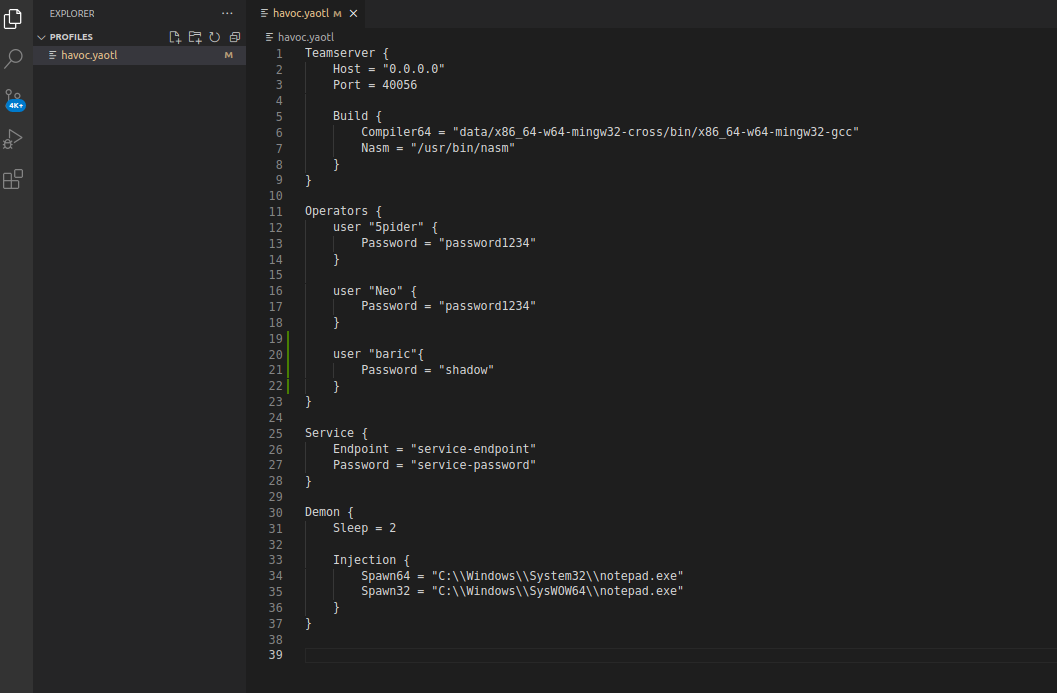 EXPLORER
PROFILES
havoc.yaotl M
4K+
havoc.yaotl M
havoc.yaotl
1 Teamserver {
2     Host = "0.0.0.0"
3     Port = 40056
4
5     Build {
6         Compiler64 = "data/x86_64-w64-mingw32-cross/bin/x86_64-w64-mingw32-gcc"
7         Nasm = "/usr/bin/nasm"
8     }
9 }
10
11 Operators {
12     user "5pider" {
13         Password = "password1234"
14     }
15
16     user "Neo" {
17         Password = "password1234"
18     }
19
20     user "baric"{
21         Password = "shadow"
22     }
23 }
24
25 Service {
26     Endpoint = "service-endpoint"
27     Password = "service-password"
28 }
29
30 Demon {
31     Sleep = 2
32
33     Injection {
34         Spawn64 = "C:\\Windows\\System32\\notepad.exe"
35         Spawn32 = "C:\\Windows\\SysWOW64\\notepad.exe"
36     }
37 }
38
39